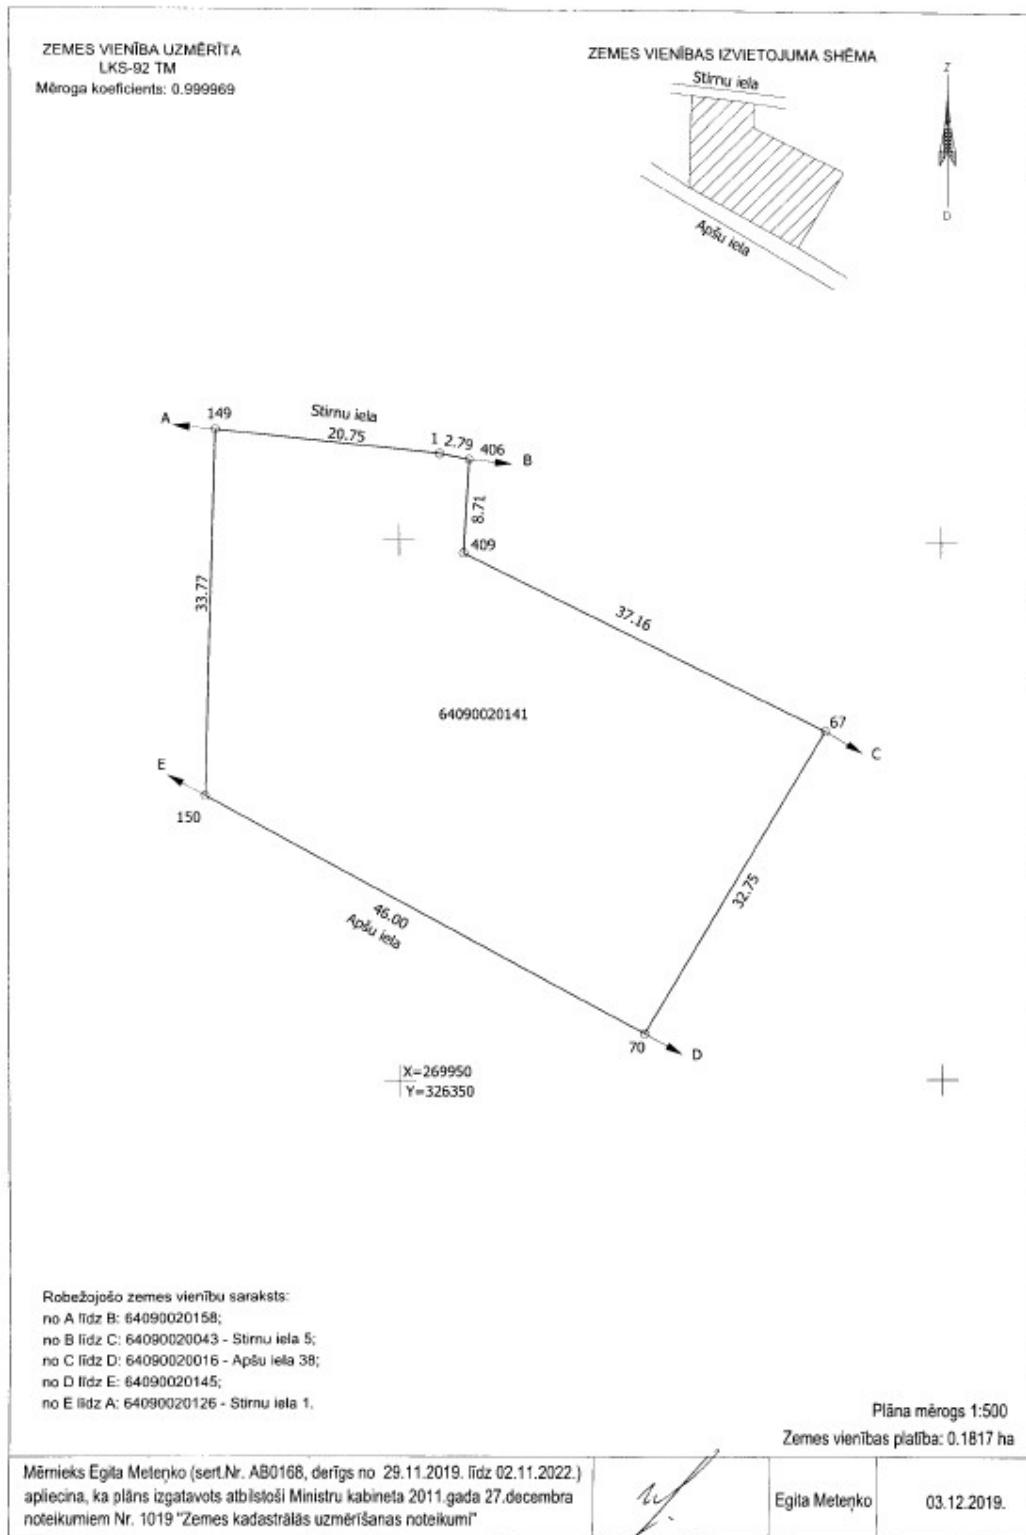 ZEMES VIENĪBA UZMĒRĪTA
LKS-92 TM
Mēroga koeficients: 0.999969
ZEMES VIENĪBAS IZVIETOJUMA SHĒMA
Stirnu iela
Apšu iela
Z
D
A
149
Stirnu iela
20.75
1
2.79
406
B
8.71
409
33.77
37.16
64090020141
67
C
E
150
46.00
Apšu iela
32.75
70
D
X=269950
Y=326350
Robežojošo zemes vienību saraksts:
no A līdz B: 64090020158;
no B līdz C: 64090020043 - Stirnu iela 5;
no C līdz D: 64090020016 - Apšu iela 38;
no D līdz E: 64090020145;
no E līdz A: 64090020126 - Stirnu iela 1.
Plāna mērogs 1:500
Zemes vienības platība: 0.1817 ha
Mērnieks Egita Meteņko (sert.Nr. AB0168, derīgs no 29.11.2019. līdz 02.11.2022.)
apliecina, ka plāns izgatavots atbilstoši Ministru kabineta 2011.gada 27.decembra
noteikumiem Nr. 1019 "Zemes kadastrālās uzmērīšanas noteikumi"
Egita Meteņko
03.12.2019.